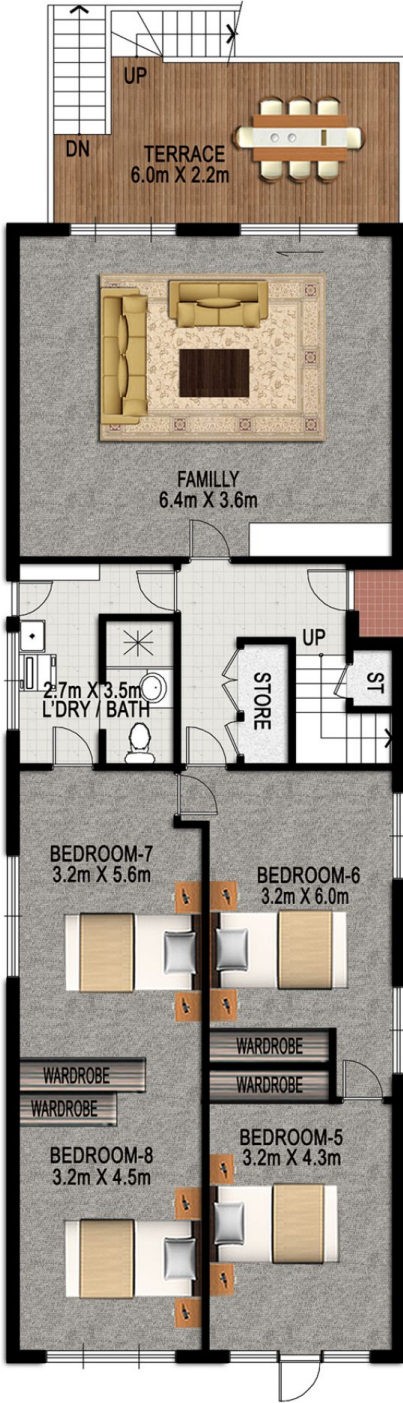 UP
DN
TERRACE
6.0m X 2.2m
FAMILLY
6.4m X 3.6m
UP
2.7m X 3.5m
L'DRY / BATH
STORE
ST
BEDROOM-7
3.2m X 5.6m
BEDROOM-6
3.2m X 6.0m
WARDROBE
WARDROBE
WARDROBE
WARDROBE
BEDROOM-8
3.2m X 4.5m
BEDROOM-5
3.2m X 4.3m